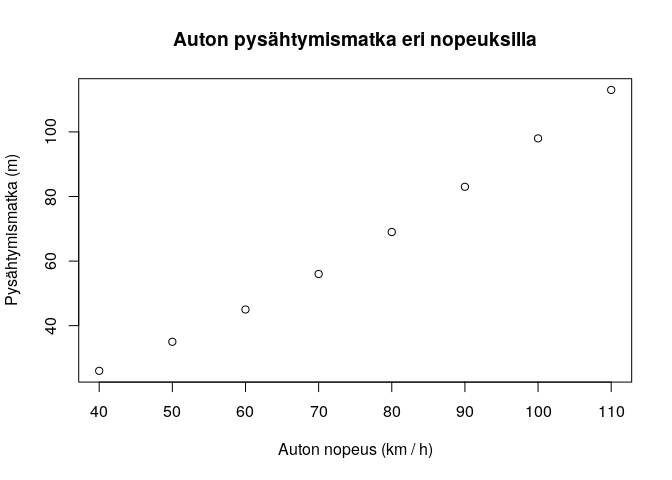 Auton pysähtymismatka eri nopeuksilla
Pysähtymismatka (m)
100
80
60
40
40 50 60 70 80 90 100 110
Auton nopeus (km / h)